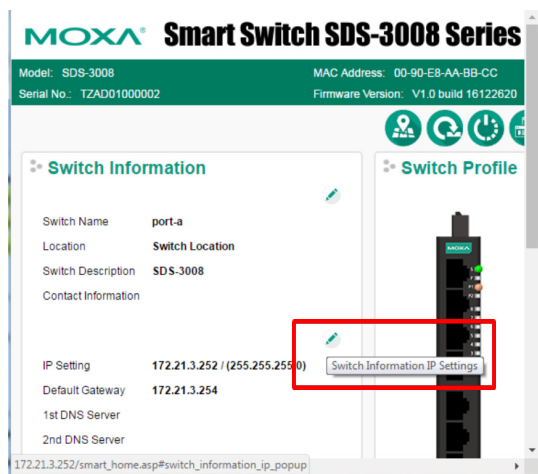 MOXA® Smart Switch SDS-3008 Series
Model: SDS-3008 MAC Address: 00-90-E8-AA-BB-CC
Serial No.: TZAD01000002 Firmware Version: V1.0 build 16122620
Switch Information
Switch Profile
Switch Name port-a
Location Switch Location
Switch Description SDS-3008
Contact Information
MOXA
IP Setting 172.21.3.252 / (255.255.255.0)
Switch Information IP Settings
Default Gateway 172.21.3.254
1st DNS Server
2nd DNS Server
172.21.3.252/smart_home.asp#switch_information_ip_popup